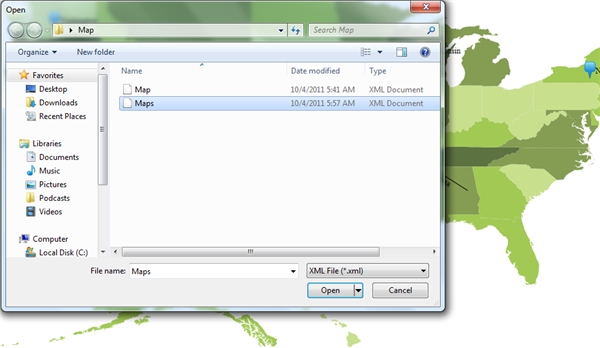 Open
Map
Search Map
Organize
New folder
Name
Date modified
Type
Favorites
Desktop
Downloads
Recent Places
Libraries
Documents
Music
Pictures
Podcasts
Videos
Computer
Local Disk (C:)
Map 10/4/2011 5:41 AM XML Document
Maps 10/4/2011 5:57 AM XML Document
File name: Maps
XML File (*.xml)
Open
Cancel